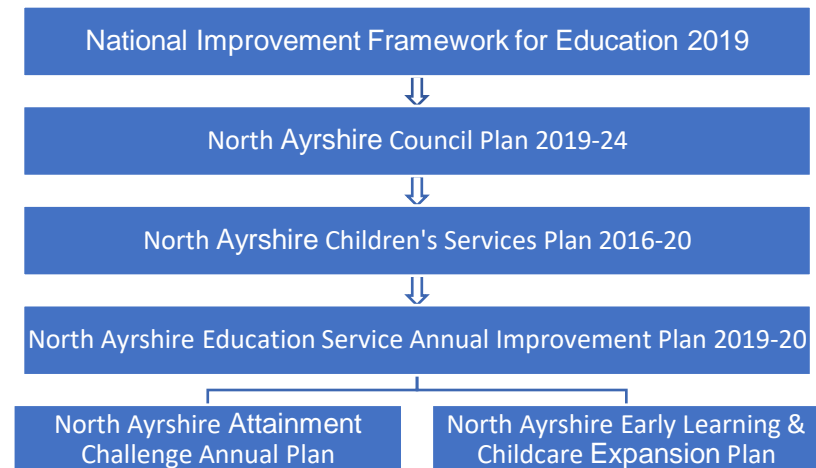 National Improvement Framework for Education 2019
North Ayrshire Council Plan 2019-24
North Ayrshire Children's Services Plan 2016-20
North Ayrshire Education Service Annual Improvement Plan 2019-20
North Ayrshire Attainment
Challenge Annual Plan
North Ayrshire Early Learning &
Childcare Expansion Plan